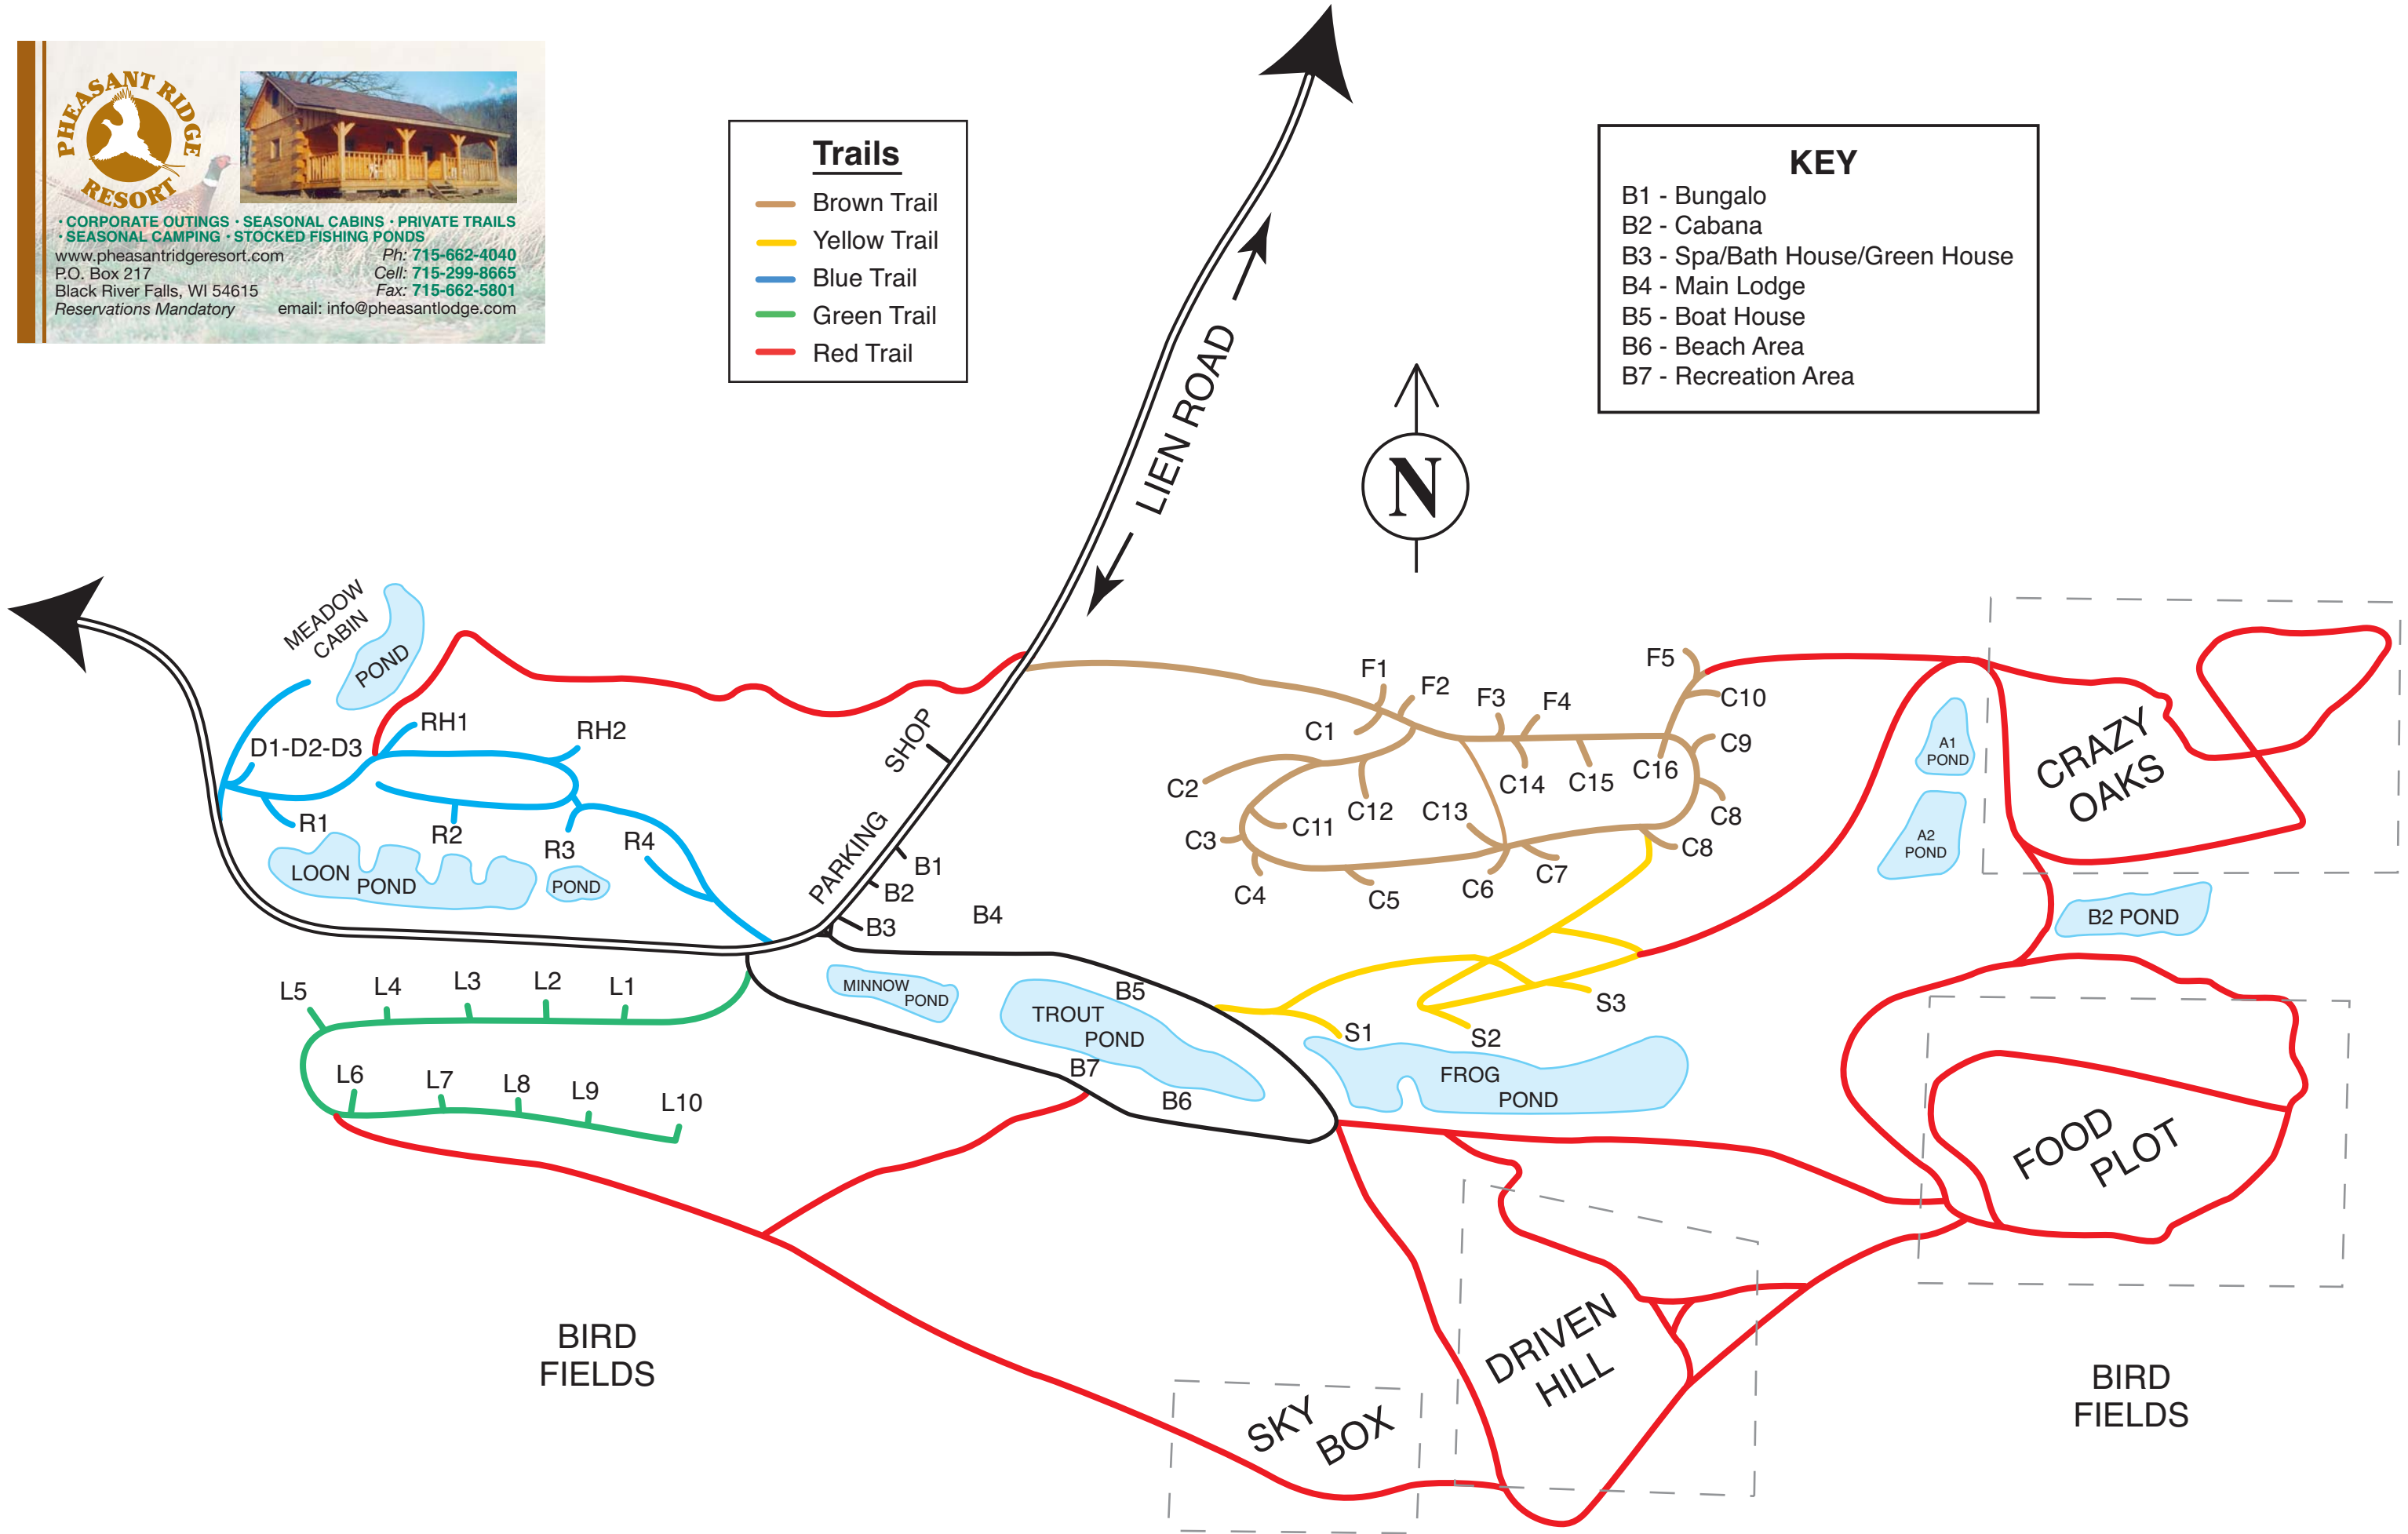 PHEASANT RIDGE
RESORT
· CORPORATE OUTINGS · SEASONAL CABINS · PRIVATE TRAILS
· SEASONAL CAMPING · STOCKED FISHING PONDS
www.pheasantridgeresort.com
Ph: 715-662-4040
P.O. Box 217
Cell: 715-299-8665
Black River Falls, WI 54615
Fax: 715-662-5801
Reservations Mandatory
email: info@pheasantlodge.com
Trails
Brown Trail
Yellow Trail
Blue Trail
Green Trail
Red Trail
KEY
B1 - Bungalo
B2 - Cabana
B3 - Spa/Bath House/Green House
B4 - Main Lodge
B5 - Boat House
B6 - Beach Area
B7 - Recreation Area
LIEN ROAD
N
MEADOW
CABIN
POND
RH1
RH2
D1-D2-D3
R1
R2
R3
R4
LOON
POND
POND
SHOP
PARKING
B1
B2
B3
B4
F1
F2
F3
F4
F5
C1
C2
C3
C4
C5
C6
C7
C8
C8
C9
C10
C11
C12
C13
C14
C15
C16
A1
POND
A2
POND
B2 POND
CRAZY
OAKS
L5
L4
L3
L2
L1
L6
L7
L8
L9
L10
MINNOW
POND
TROUT
POND
B5
B7
B6
S1
S2
S3
FROG
POND
FOOD
PLOT
DRIVEN
HILL
SKY
BOX
BIRD
FIELDS
BIRD
FIELDS